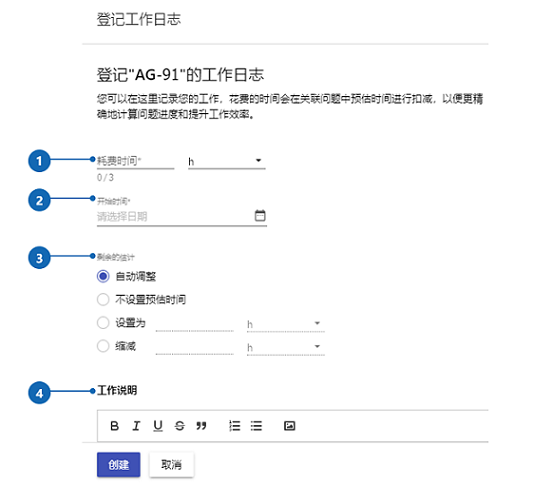 登记工作日志
登记"AG-91"的工作日志
您可以在这里记录您的工作，花费的时间会在关联问题中预估时间进行扣减，以便更精
确地计算问题进度和提升工作效率。
1 耗费时间* h
0 / 3
2 开始时间*
请选择日期
3 剩余的估计
自动调整
不设置预估时间
设置为 h
缩减 h
4 工作说明
B I U S
创建 取消